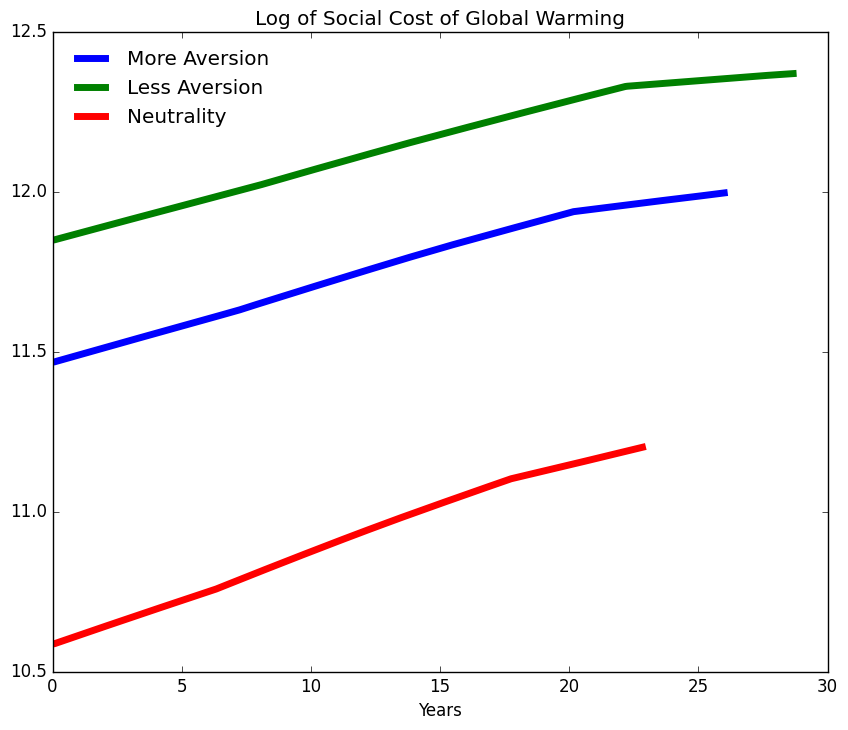 Log of Social Cost of Global Warming
12.5
More Aversion
Less Aversion
Neutrality
12.0
11.5
11.0
10.5
0 5 10 15 20 25 30
Years